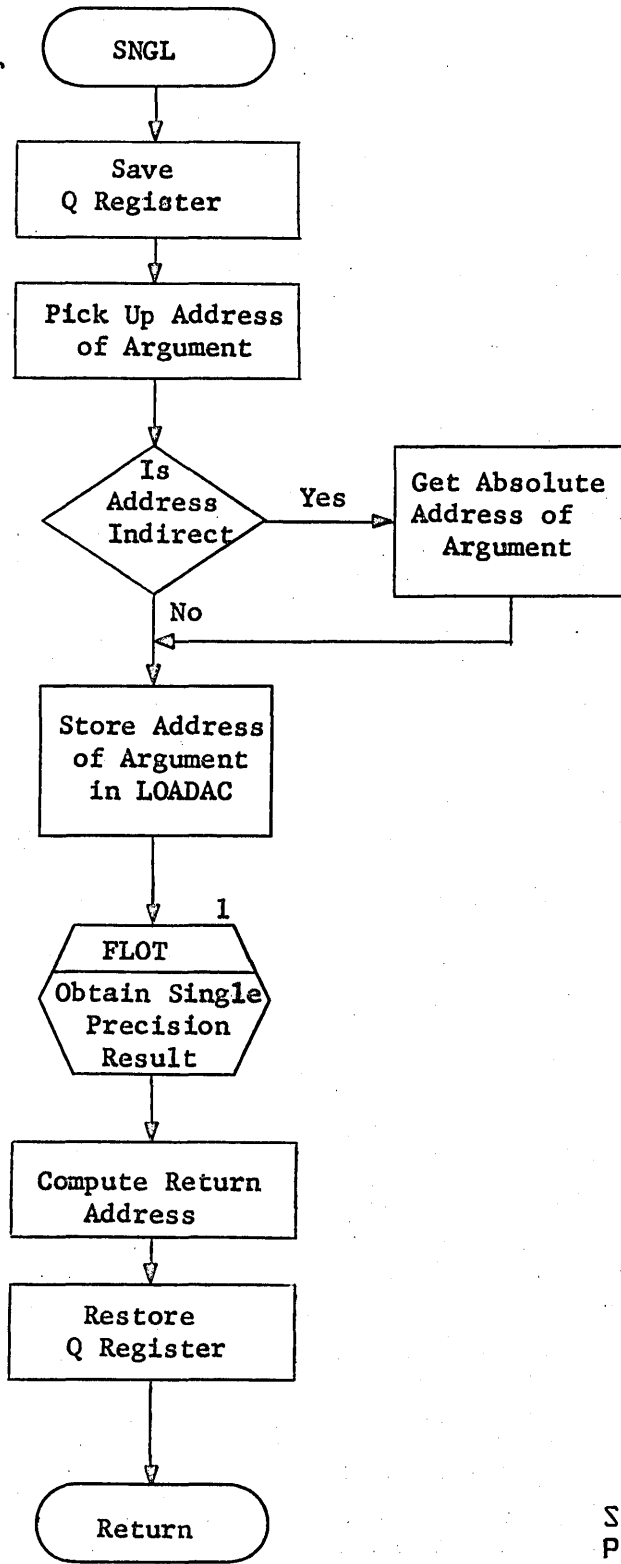 SNGL
Save
Q Register
Pick Up Address
of Argument
Is
Address
Indirect
Yes
Get Absolute
Address of
Argument
No
Store Address
of Argument
in LOADAC
1
FLOT
Obtain Single
Precision
Result
Compute Return
Address
Restore
Q Register
Return
S
P